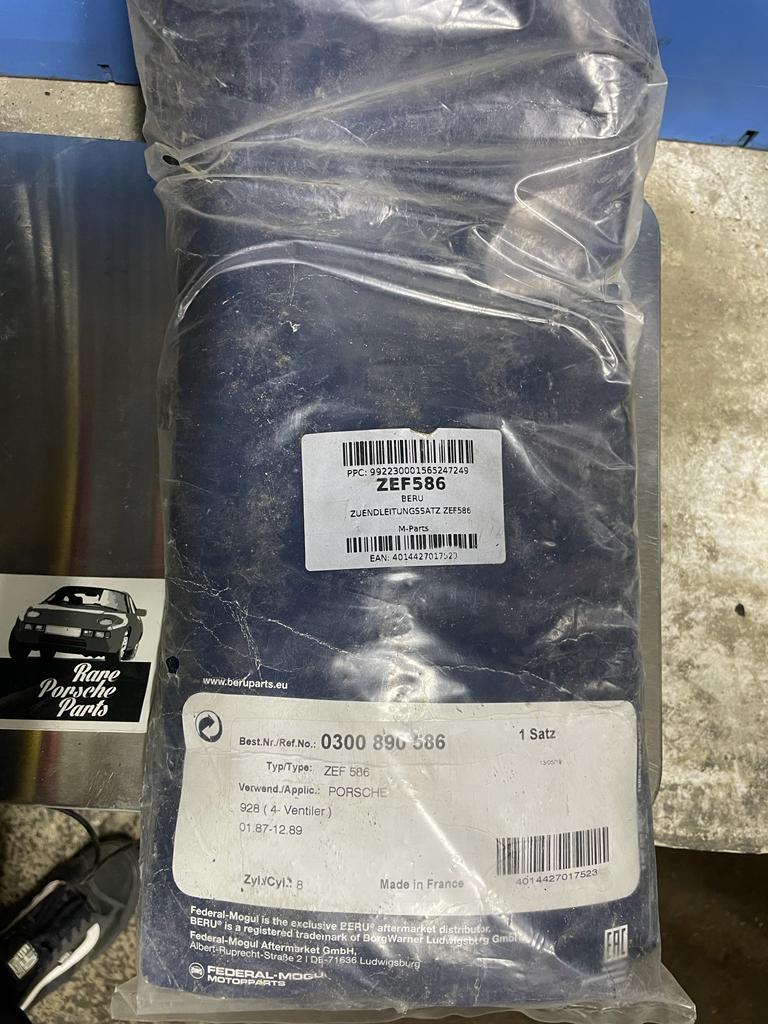 PPC: 992230001565247249
ZEF586
BERU
ZUENDLEITUNGSSATZ ZEF586
M-Parts
EAN: 4014427017523
Rare
Porsche
Parts
www.beruparts.eu
Best.Nr./Ref.No.: 0300 890 586
1 Satz
Typ/Type: ZEF 586
Verwend./Applic.: PORSCHE
928 ( 4- Ventiler )
01.87-12.89
Zyl./Cyl.: 8
Made in France
4014427017523
Federal-Mogul is the exclusive BERU® aftermarket distributor.
BERU® is a registered trademark of BorgWarner Ludwigsburg GmbH
Federal-Mogul Aftermarket GmbH,
Albert-Ruprecht-Straße 2 I DE-71636 Ludwigsburg
FEDERAL-MOGUL
MOTORPARTS
EAC